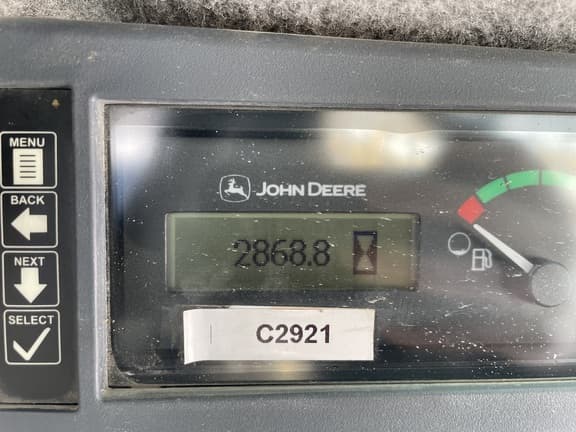 MENU
BACK
NEXT
SELECT
JOHN DEERE
2868.8
C2921